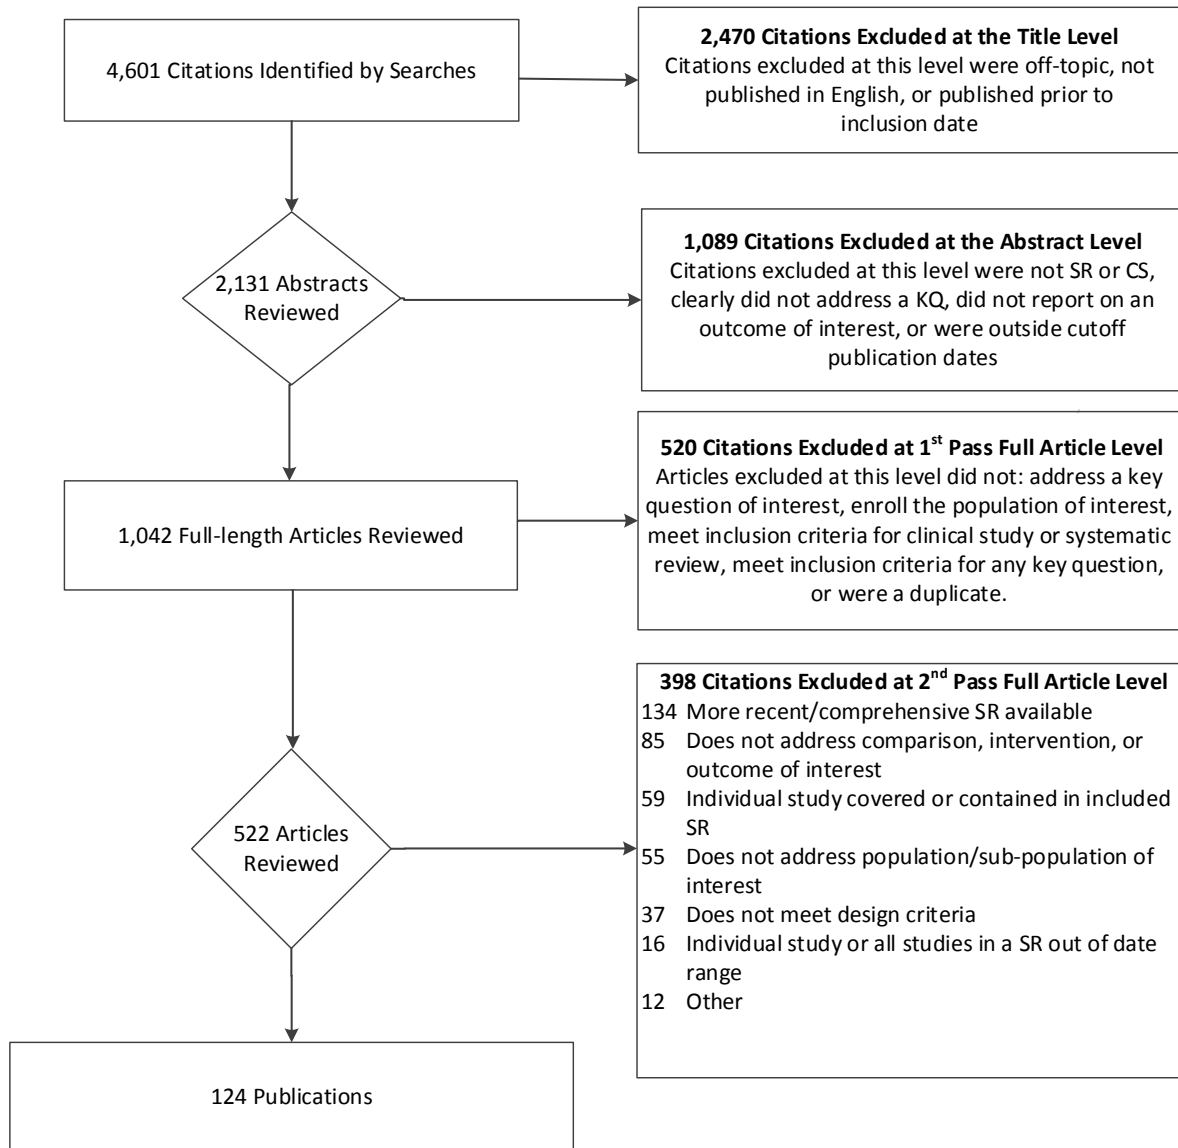 4,601 Citations Identified by Searches
2,470 Citations Excluded at the Title Level
Citations excluded at this level were off-topic, not
published in English, or published prior to
inclusion date
2,131 Abstracts
Reviewed
1,089 Citations Excluded at the Abstract Level
Citations excluded at this level were not SR or CS,
clearly did not address a KQ, did not report on an
outcome of interest, or were outside cutoff
publication dates
1,042 Full-length Articles Reviewed
520 Citations Excluded at 1st Pass Full Article Level
Articles excluded at this level did not: address a key
question of interest, enroll the population of interest,
meet inclusion criteria for clinical study or systematic
review, meet inclusion criteria for any key question,
or were a duplicate.
522 Articles
Reviewed
398 Citations Excluded at 2nd Pass Full Article Level
134 More recent/comprehensive SR available
85 Does not address comparison, intervention, or
outcome of interest
59 Individual study covered or contained in included
SR
55 Does not address population/sub-population of
interest
37 Does not meet design criteria
16 Individual study or all studies in a SR out of date
range
12 Other
124 Publications